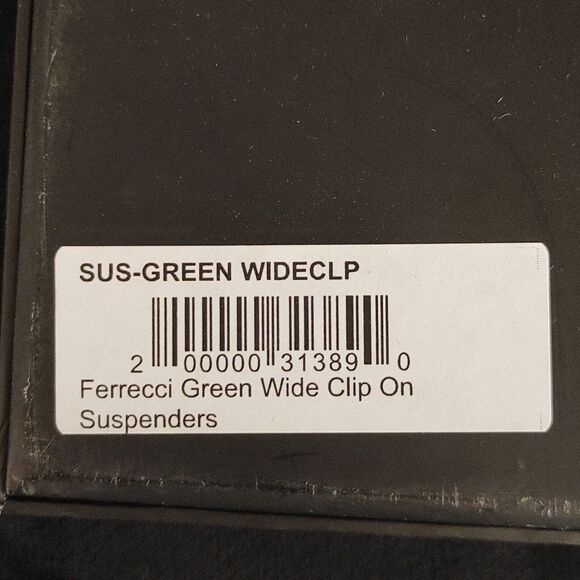 SUS-GREEN WIDECLP
2 00000 31389 0
Ferrecci Green Wide Clip On
Suspenders